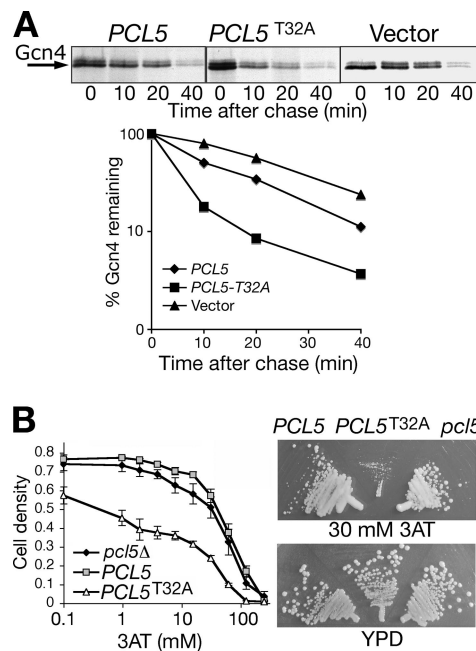 A
PCL5 PCL5 T32A Vector
Gcn4
0 10 20 40 0 10 20 40 0 10 20 40
Time after chase (min)
100
10
0
% Gcn4 remaining
PCL5
PCL5-T32A
Vector
0 10 20 30 40
Time after chase (min)
B
PCL5 PCL5T32A pcl5
0.8
0.7
0.6
0.5
0.4
0.3
0.2
0.1
0
Cell density
pcl5Δ
PCL5
PCL5T32A
0.1 1 10 100
3AT (mM)
30 mM 3AT
YPD